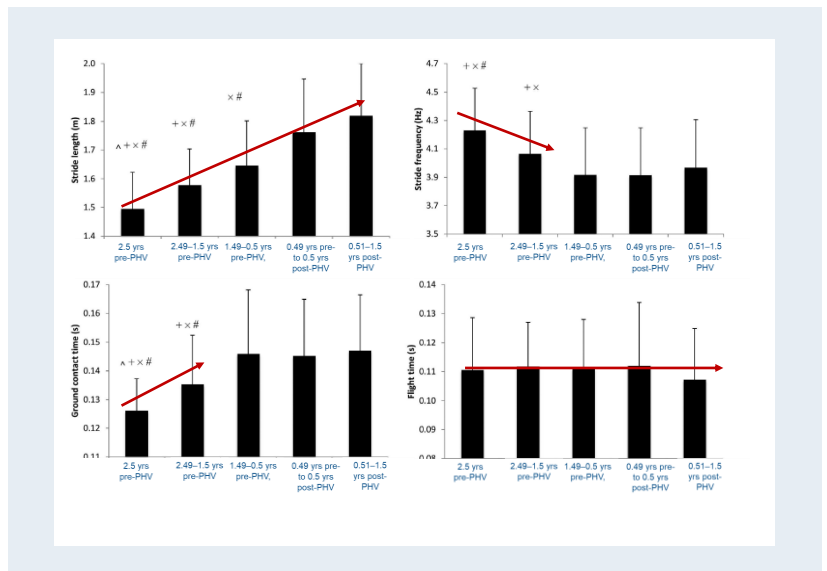 Stride length (m)
2.0
1.9
1.8
1.7
1.6
1.5
1.4
^ + × #
+ × #
× #
2.5 yrs
pre-PHV
2.49–1.5 yrs
pre-PHV
1.49–0.5 yrs
pre-PHV,
0.49 yrs pre-
to 0.5 yrs
post-PHV
0.51–1.5
yrs post-
PHV
Stride frequency (Hz)
4.7
4.5
4.3
4.1
3.9
3.7
3.5
+ × #
+ ×
2.5 yrs
pre-PHV
2.49–1.5 yrs
pre-PHV
1.49–0.5 yrs
pre-PHV,
0.49 yrs pre-
to 0.5 yrs
post-PHV
0.51–1.5
yrs post-
PHV
Ground contact time (s)
0.17
0.16
0.15
0.14
0.13
0.12
0.11
^ + × #
+ × #
2.5 yrs
pre-PHV
2.49–1.5 yrs
pre-PHV
1.49–0.5 yrs
pre-PHV,
0.49 yrs pre-
to 0.5 yrs
post-PHV
0.51–1.5
yrs post-PHV
Flight time (s)
0.14
0.13
0.12
0.11
0.10
0.09
0.08
2.5 yrs
pre-PHV
2.49–1.5 yrs
pre-PHV
1.49–0.5 yrs
pre-PHV,
0.49 yrs pre-
to 0.5 yrs
post-PHV
0.51–1.5
yrs post-
PHV